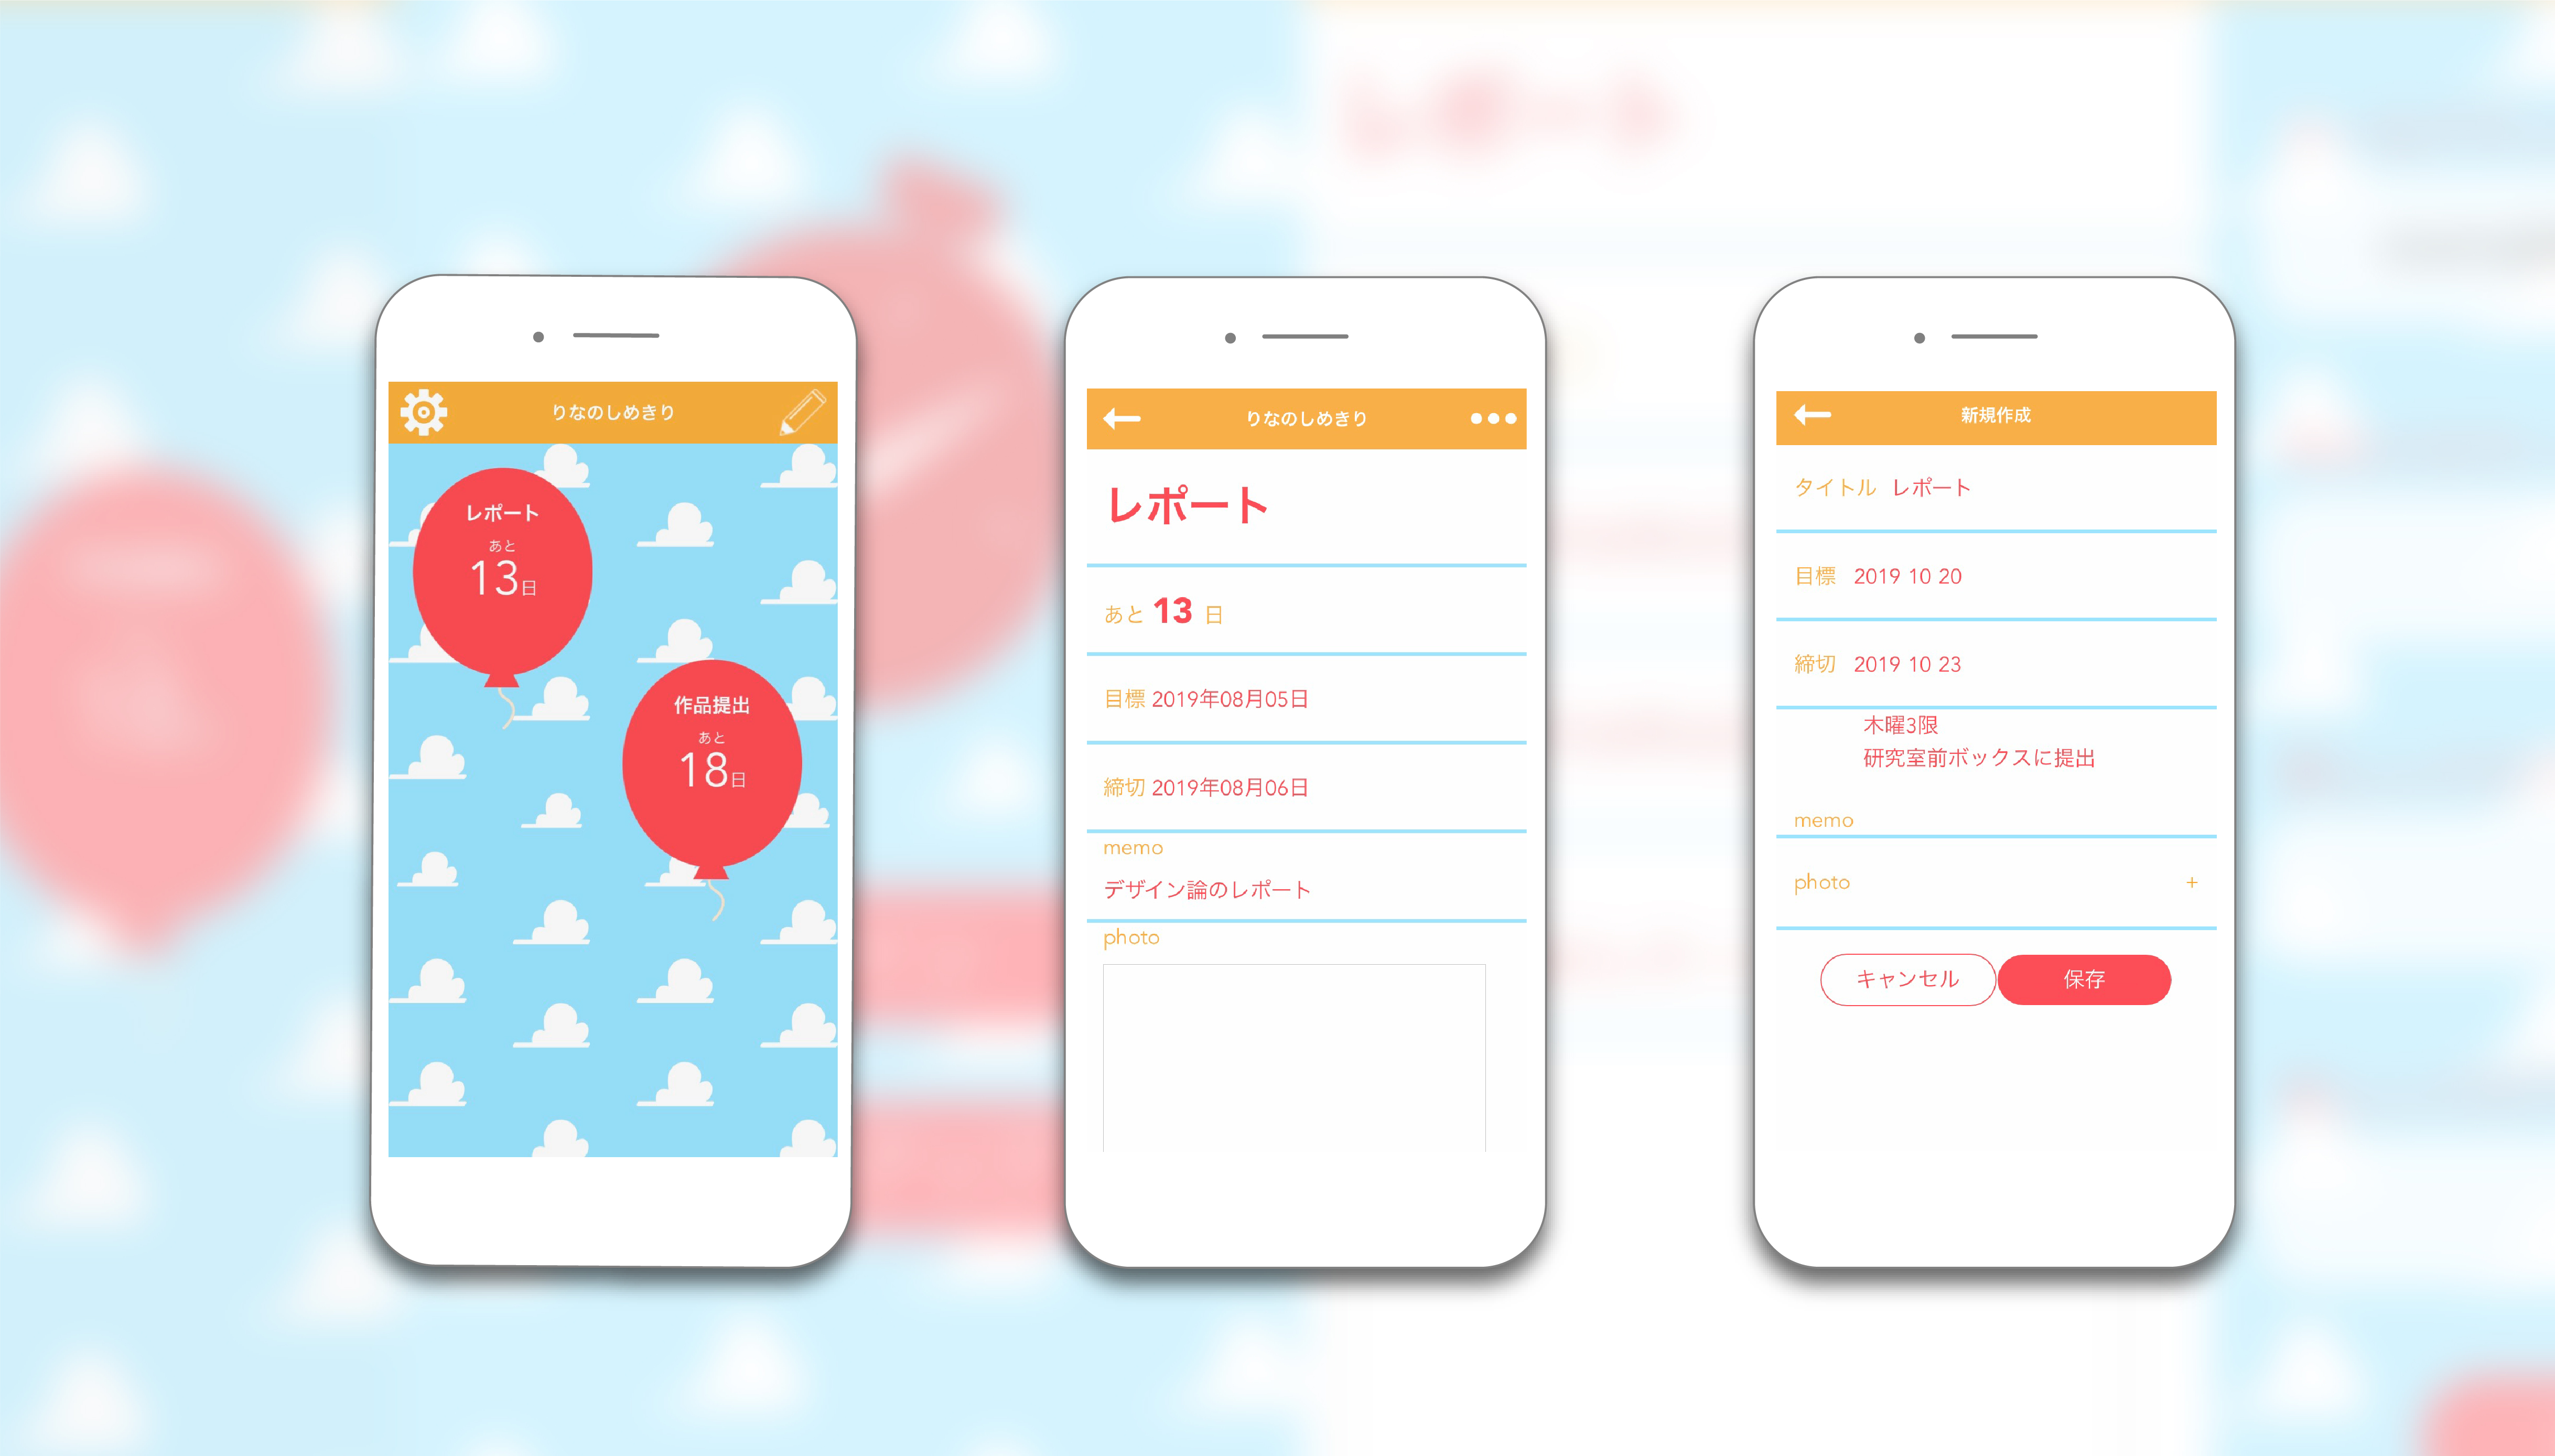 りなのしめきり
レポート
あと
13日
作品提出
あと
18日
りなのしめきり
レポート
あと 13 日
目標 2019年08月05日
締切 2019年08月06日
memo
デザイン論のレポート
photo
新規作成
タイトル レポート
目標 2019 10 20
締切 2019 10 23
木曜3限
研究室前ボックスに提出
memo
photo +
キャンセル 保存